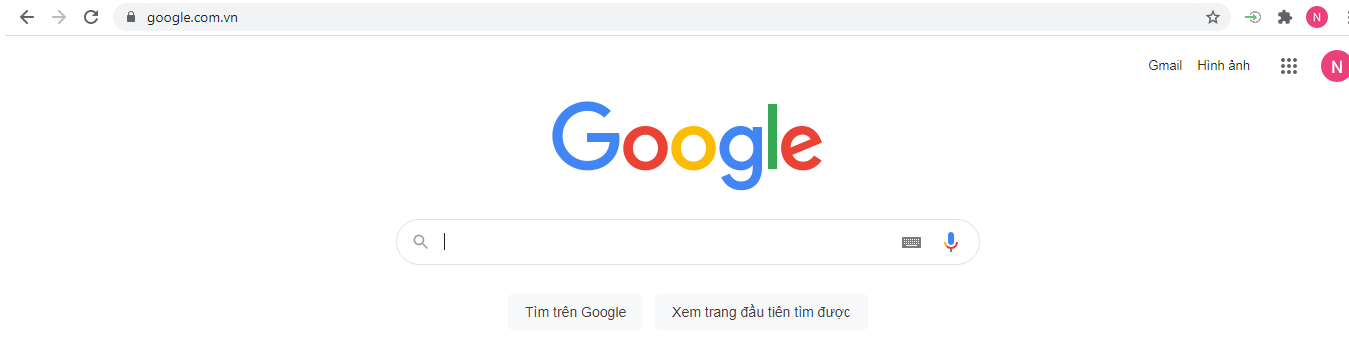 google.com.vn
N
Gmail Hình ảnh
N
Google
Tìm trên Google
Xem trang đầu tiên tìm được